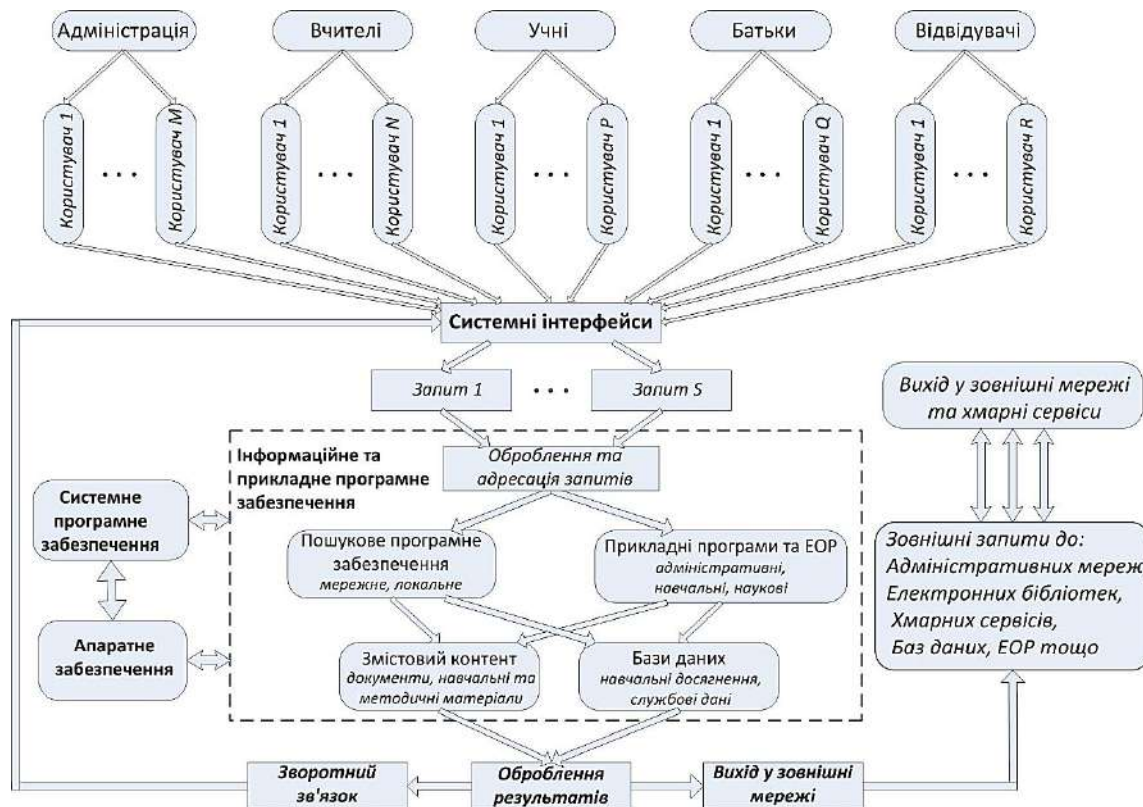 Адміністрація
Вчителі
Учні
Батьки
Відвідувачі
Користувач 1
...
Користувач M
Користувач 1
...
Користувач N
Користувач 1
...
Користувач P
Користувач 1
...
Користувач Q
Користувач 1
...
Користувач R
Системні інтерфейси
Запит 1
...
Запит S
Вихід у зовнішні мережі
та хмарні сервіси
Інформаційне та
прикладне програмне
забезпечення
Оброблення та
адресація запитів
Системне
програмне
забезпечення
Пошукове програмне
забезпечення
мережне, локальне
Прикладні програми та ЕОР
адміністративні,
навчальні, наукові
Зовнішні запити до:
Адміністративних мереж
Електронних бібліотек,
Хмарних сервісів,
Баз даних, ЕОР тощо
Апаратне
забезпечення
Змістовий контент
документи, навчальні та
методичні матеріали
Бази даних
навчальні досягнення,
службові дані
Зворотний
зв'язок
Оброблення
результатів
Вихід у зовнішні
мережі